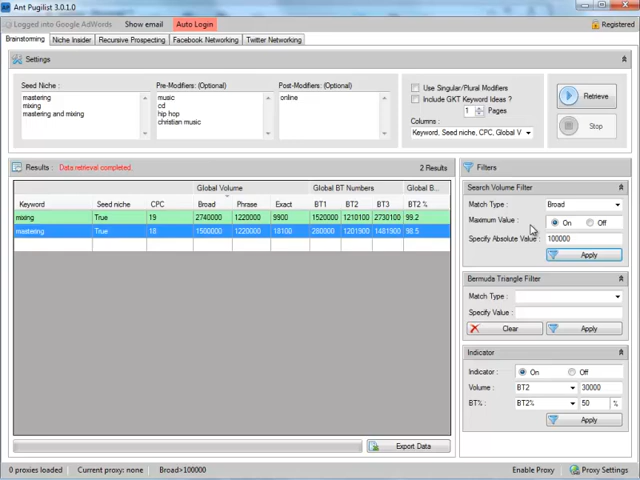 Ant Pugilist 3.0.1.0
Logged into Google AdWords Show email Auto Login Registered
Brainstorming Niche Insider Recursive Prospecting Facebook Networking Twitter Networking
Settings
Seed Niche : Pre-Modifiers: (Optional) Post-Modifiers: (Optional)
mastering
mixing
mastering and mixing
music
cd
hip hop
christian music
online
Use Singular/Plural Modifiers
Include GKT Keyword Ideas ?
1 Pages
Columns :
Keyword, Seed niche, CPC, Global V
Retrieve
Stop
Results : Data retrieval completed. 2 Results
Global Volume Global BT Numbers Global B...
Keyword Seed niche CPC Broad Phrase Exact BT1 BT2 BT3 BT2 %
mixing True 19 2740000 1220000 9900 1520000 1210100 2730100 99.2
mastering True 18 1500000 1220000 18100 280000 1201900 1481900 98.5
Export Data
Filters
Search Volume Filter
Match Type : Broad
Maximum Value : On Off
Specify Absolute Value : 100000
Apply
Bermuda Triangle Filter
Match Type :
Specify Value :
Clear Apply
Indicator
Indicator : On Off
Volume : BT2 30000
BT% : BT2% 50 %
Apply
0 proxies loaded Current proxy: none Broad>100000 Enable Proxy Proxy Settings